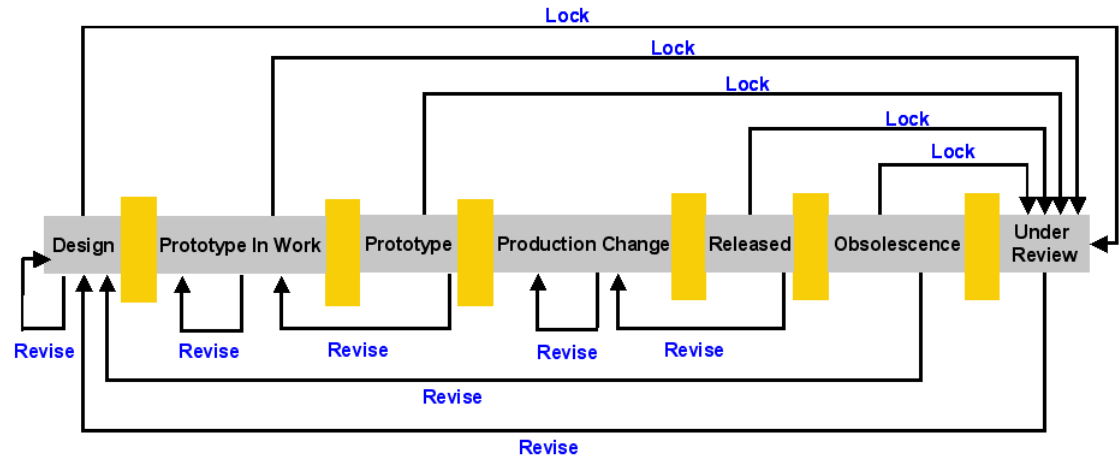 Lock
Lock
Lock
Lock
Lock
Design
Prototype In Work
Prototype
Production Change
Released
Obsolescence
Under
Review
Revise
Revise
Revise
Revise
Revise
Revise
Revise